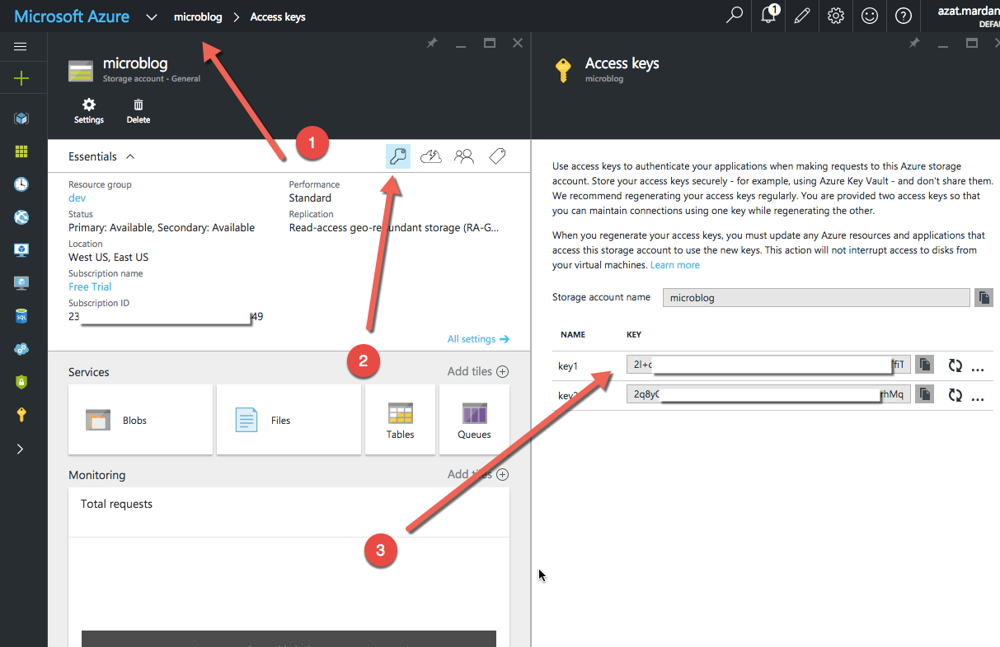 Microsoft Azure microblog > Access keys
1
azat.mardan
DEFA
microblog
Storage account - General
Settings Delete
1
Essentials
Resource group
dev
Status
Primary: Available, Secondary: Available
Location
West US, East US
Subscription name
Free Trial
Subscription ID
23 49
Performance
Standard
Replication
Read-access geo-redundant storage (RA-G...
All settings →
2
Services Add tiles
Blobs
Files
Tables
Queues
Monitoring Add tiles
Total requests
3
Access keys
microblog
Use access keys to authenticate your applications when making requests to this Azure storage
account. Store your access keys securely - for example, using Azure Key Vault - and don't share them.
We recommend regenerating your access keys regularly. You are provided two access keys so that
you can maintain connections using one key while regenerating the other.
When you regenerate your access keys, you must update any Azure resources and applications that
access this storage account to use the new keys. This action will not interrupt access to disks from
your virtual machines. Learn more
Storage account name microblog
NAME KEY
key1
key2 2q8y hMq
SQL